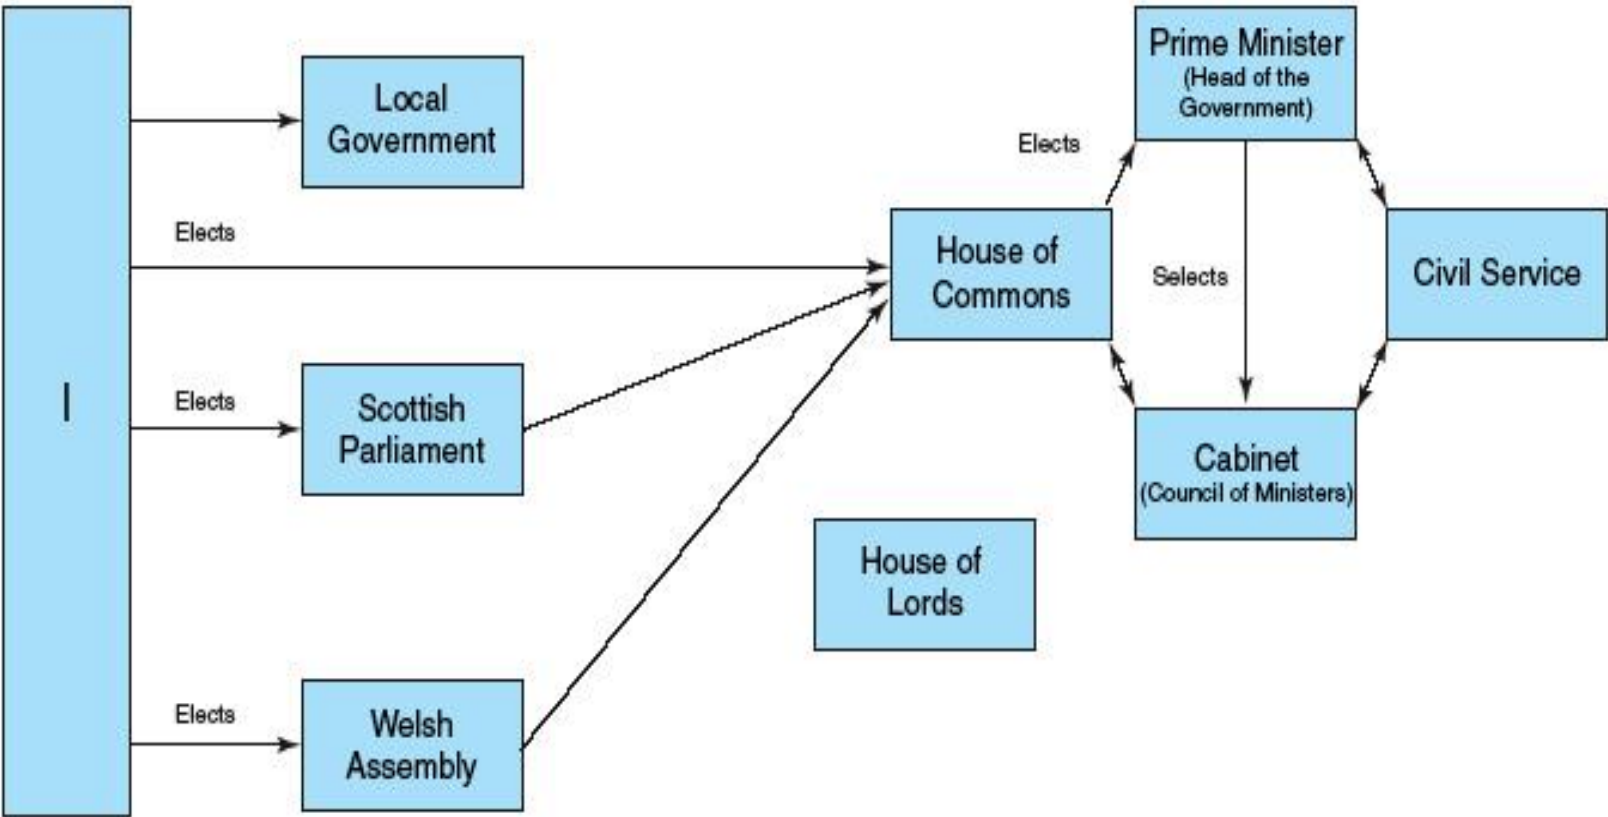 I
Local
Government
Elects
Elects
Scottish
Parliament
Elects
Welsh
Assembly
House of
Commons
House of
Lords
Elects
Prime Minister
(Head of the
Government)
Selects
Cabinet
(Council of Ministers)
Civil Service